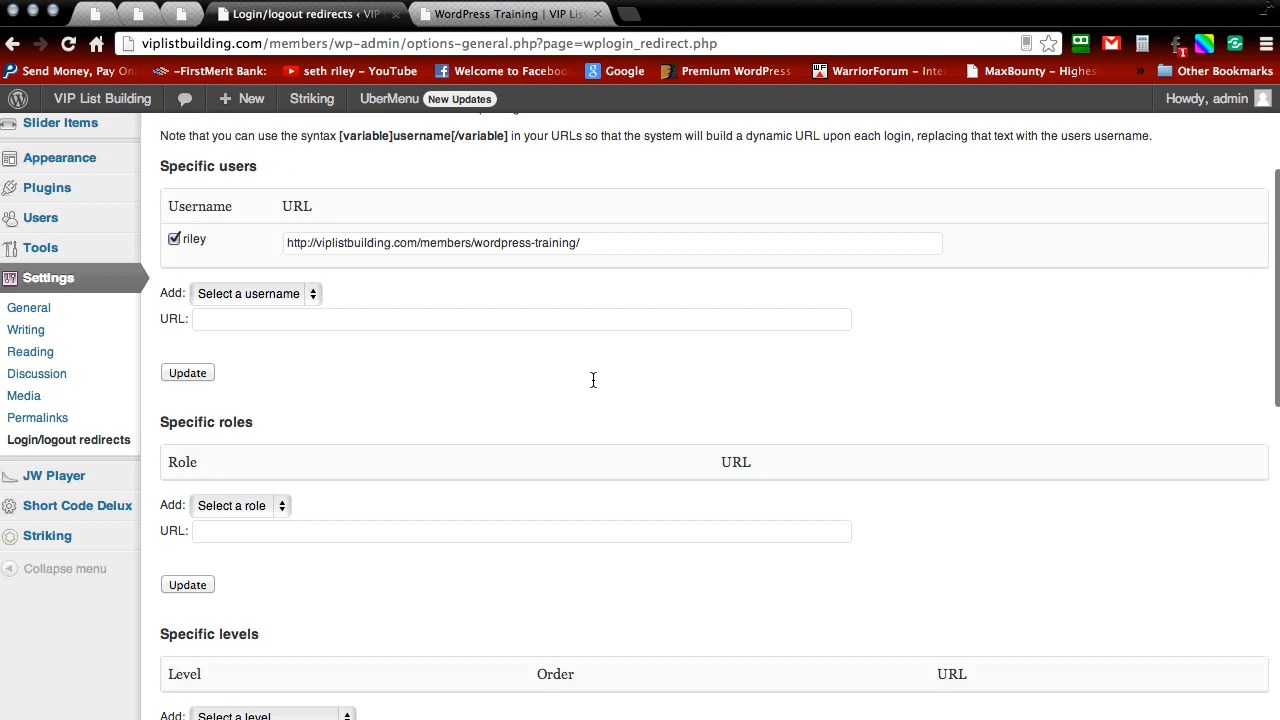 Login/logout redirects ‹ VIP
WordPress Training | VIP Lis
viplistbuilding.com/members/wp-admin/options-general.php?page=wplogin_redirect.php
Send Money, Pay On
–FirstMerit Bank:
seth riley – YouTube
Welcome to Faceboo
Google
Premium WordPress
WarriorForum – Inte
MaxBounty – Highes
»
Other Bookmarks
VIP List Building
+ New
Striking
UberMenu New Updates
Howdy, admin
Slider Items
Appearance
Plugins
Users
Tools
Settings
General
Writing
Reading
Discussion
Media
Permalinks
Login/logout redirects
JW Player
Short Code Delux
Striking
Collapse menu
Note that you can use the syntax [variable]username[/variable] in your URLs so that the system will build a dynamic URL upon each login, replacing that text with the users username.
Specific users
Username URL
riley http://viplistbuilding.com/members/wordpress-training/
Add: Select a username
URL:
Update
Specific roles
Role URL
Add: Select a role
URL:
Update
Specific levels
Level Order URL
Add: Select a level